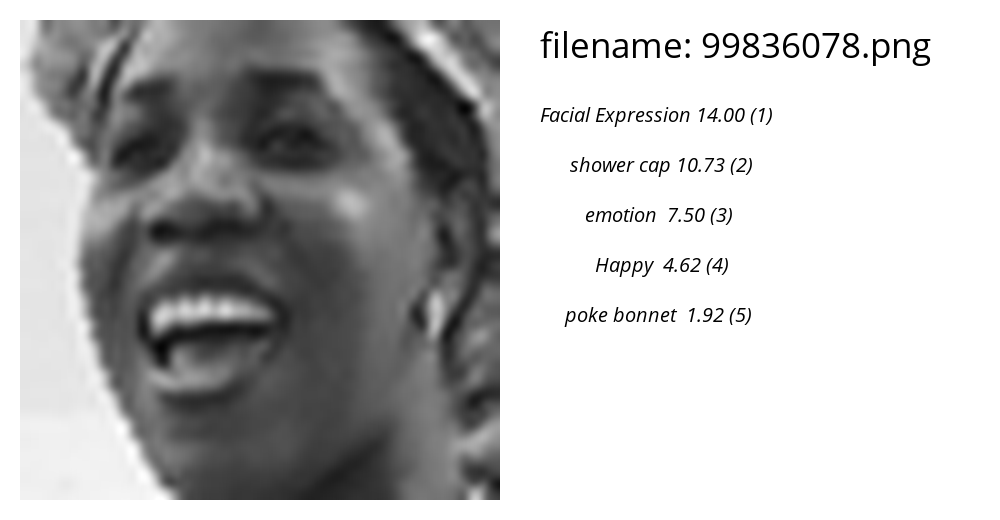 filename: 99836078.png
Facial Expression 14.00 (1)
shower cap 10.73 (2)
emotion 7.50 (3)
Happy 4.62 (4)
poke bonnet 1.92 (5)